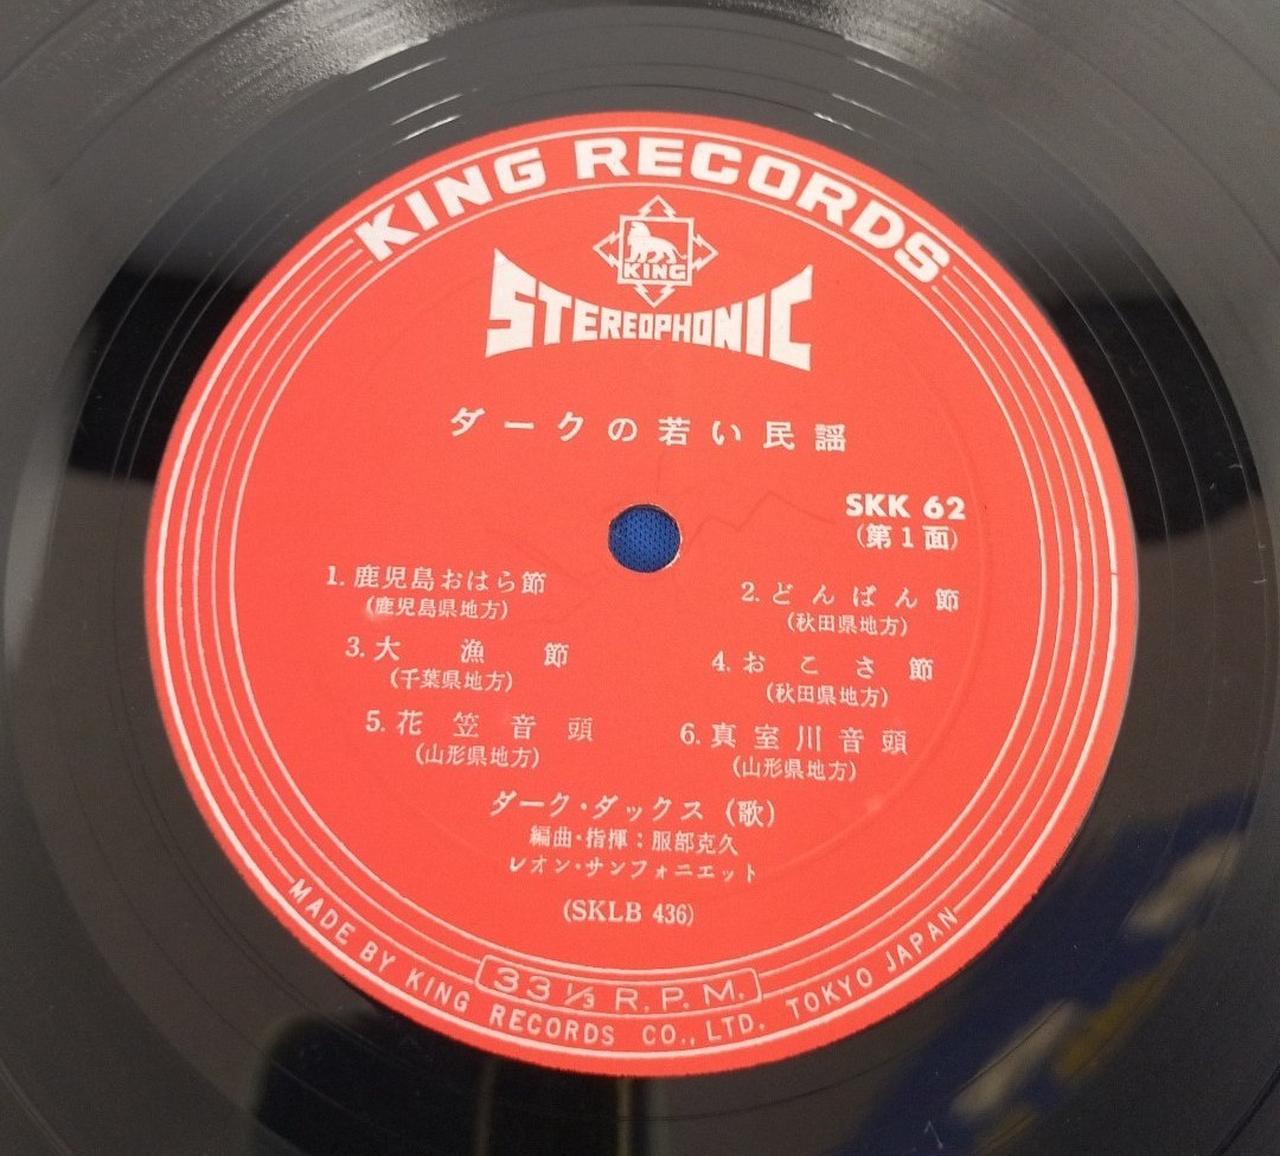 KING RECORDS
KING
STEREOPHONIC
ダークの若い民謡
SKK 62
(第1面)
1. 鹿児島おはら節
(鹿児島県地方)
2. どんぱん節
(秋田県地方)
3. 大漁節
(千葉県地方)
4. おこさ節
(秋田県地方)
5. 花笠音頭
(山形県地方)
6. 真室川音頭
(山形県地方)
ダーク・ダックス (歌)
編曲・指揮:服部克久
レオン・サンフォニエット
(SKLB 436)
33 1/3 R.P.M.
MADE BY KING RECORDS CO., LTD. TOKYO JAPAN